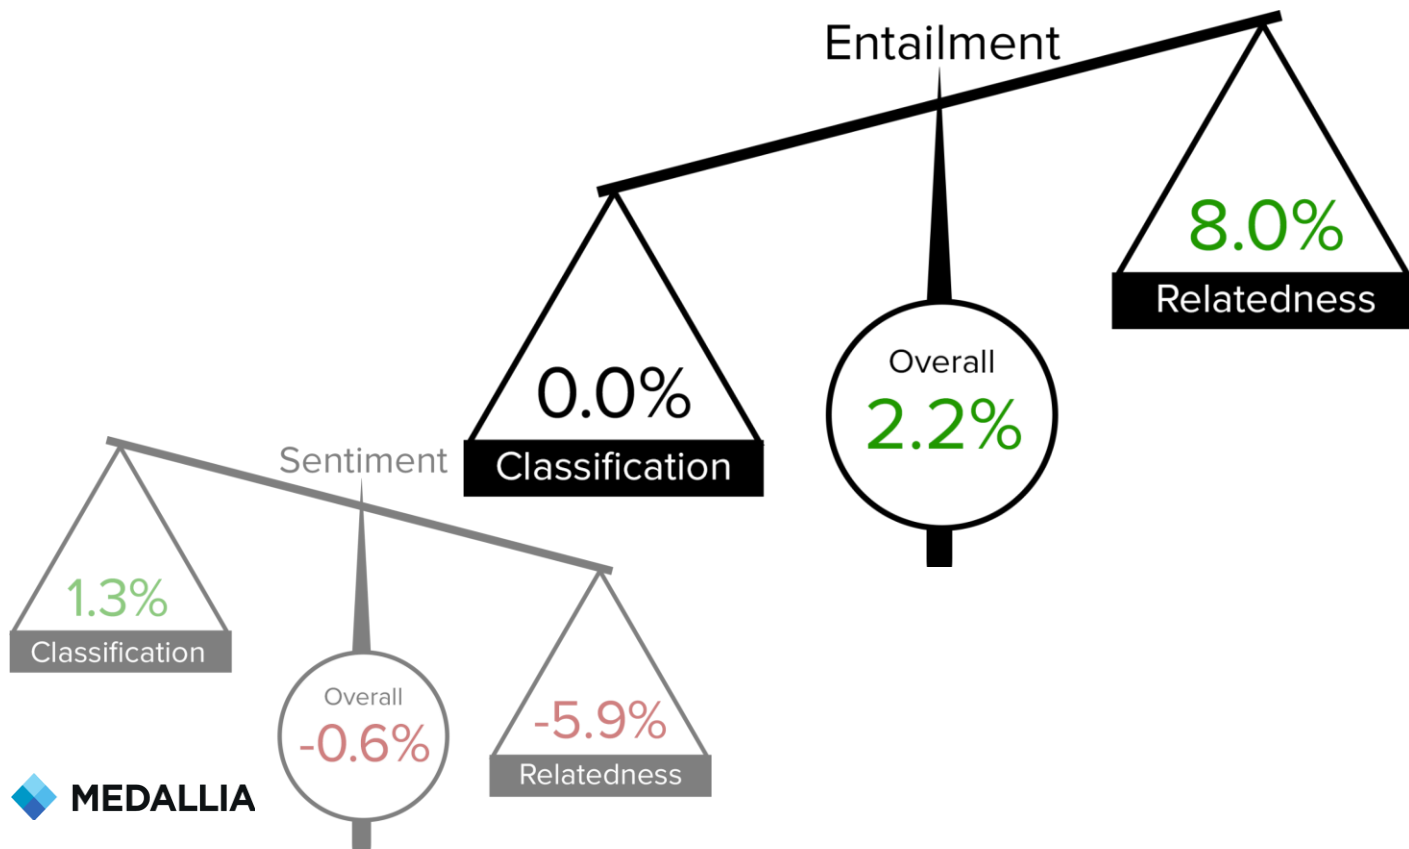 Entailment
8.0%
Relatedness
Overall
2.2%
0.0%
Classification
Sentiment
1.3%
Classification
Overall
-0.6%
-5.9%
Relatedness
MEDALLIA